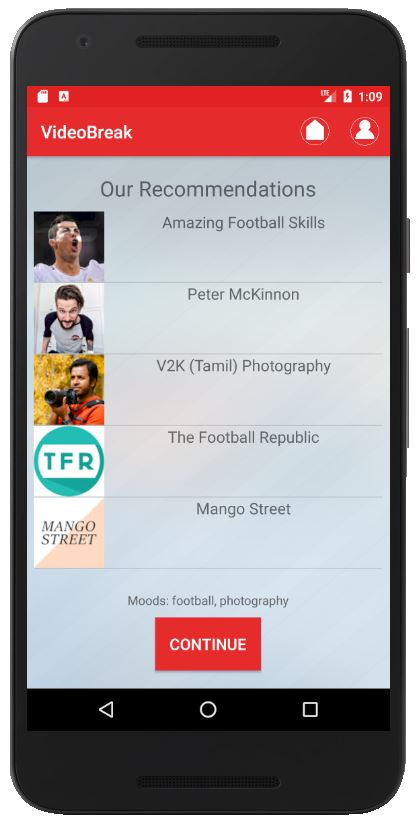 LTE 1:09
VideoBreak
Our Recommendations
Amazing Football Skills
Peter McKinnon
V2K (Tamil) Photography
TFR
The Football Republic
MANGO
STREET
Mango Street
Moods: football, photography
CONTINUE